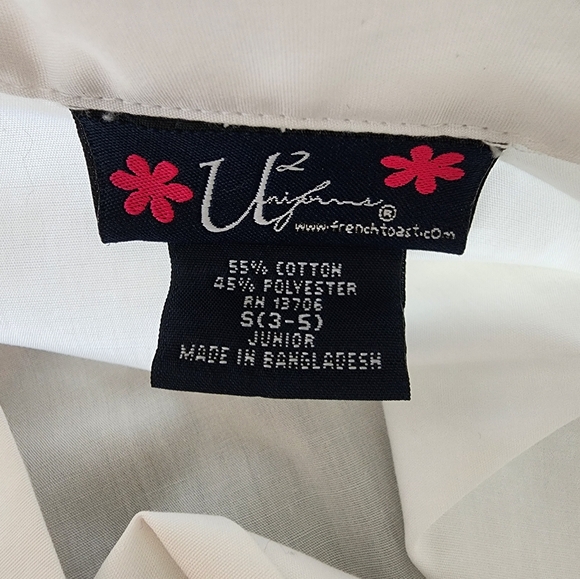 U2 Uniforms®
www.frenchtoast.com
55% COTTON
45% POLYESTER
RN 13706
S(3-5)
JUNIOR
MADE IN BANGLADESH